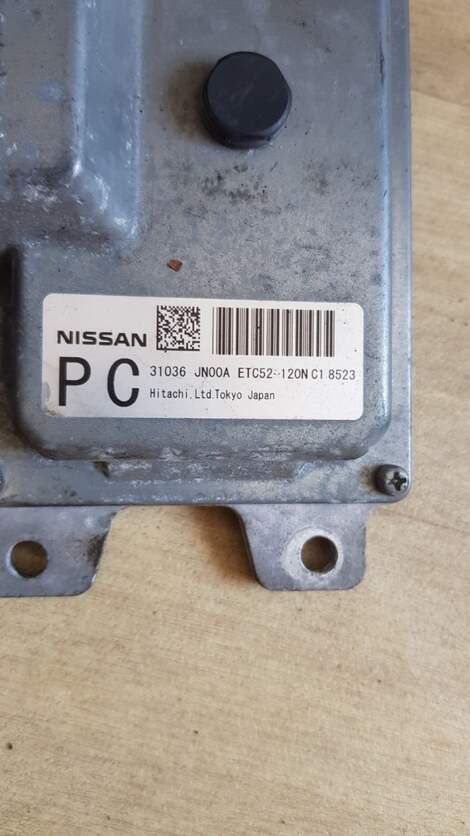 NISSAN
PC 31036 JN00A ETC52-120N C1 8523
Hitachi,Ltd.Tokyo Japan